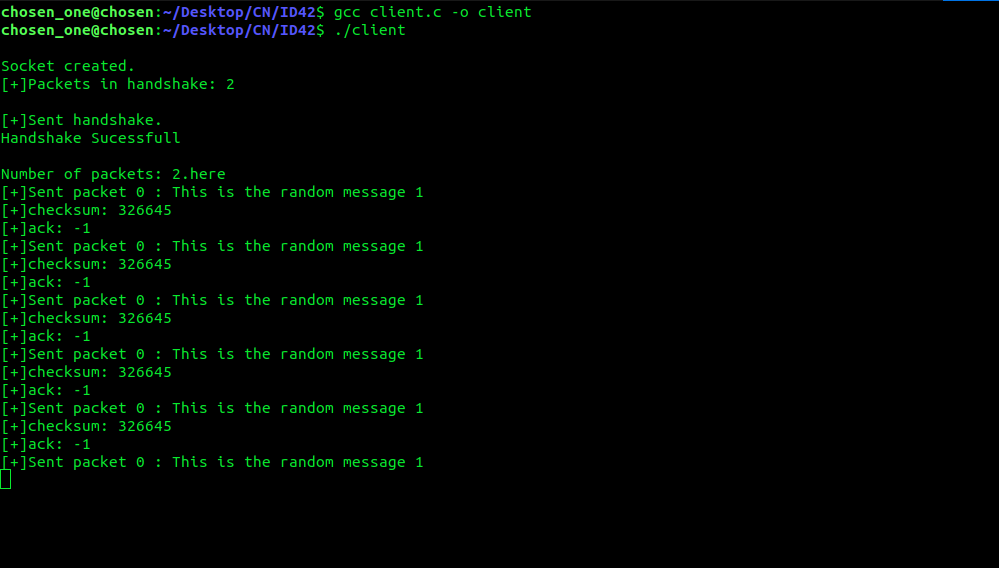 chosen_one@chosen:~/Desktop/CN/ID42$ gcc client.c -o client
chosen_one@chosen:~/Desktop/CN/ID42$ ./client
Socket created.
[+]Packets in handshake: 2
[+]Sent handshake.
Handshake Sucessfull
Number of packets: 2.here
[+]Sent packet 0 : This is the random message 1
[+]checksum: 326645
[+]ack: -1
[+]Sent packet 0 : This is the random message 1
[+]checksum: 326645
[+]ack: -1
[+]Sent packet 0 : This is the random message 1
[+]checksum: 326645
[+]ack: -1
[+]Sent packet 0 : This is the random message 1
[+]checksum: 326645
[+]ack: -1
[+]Sent packet 0 : This is the random message 1
[+]checksum: 326645
[+]ack: -1
[+]Sent packet 0 : This is the random message 1